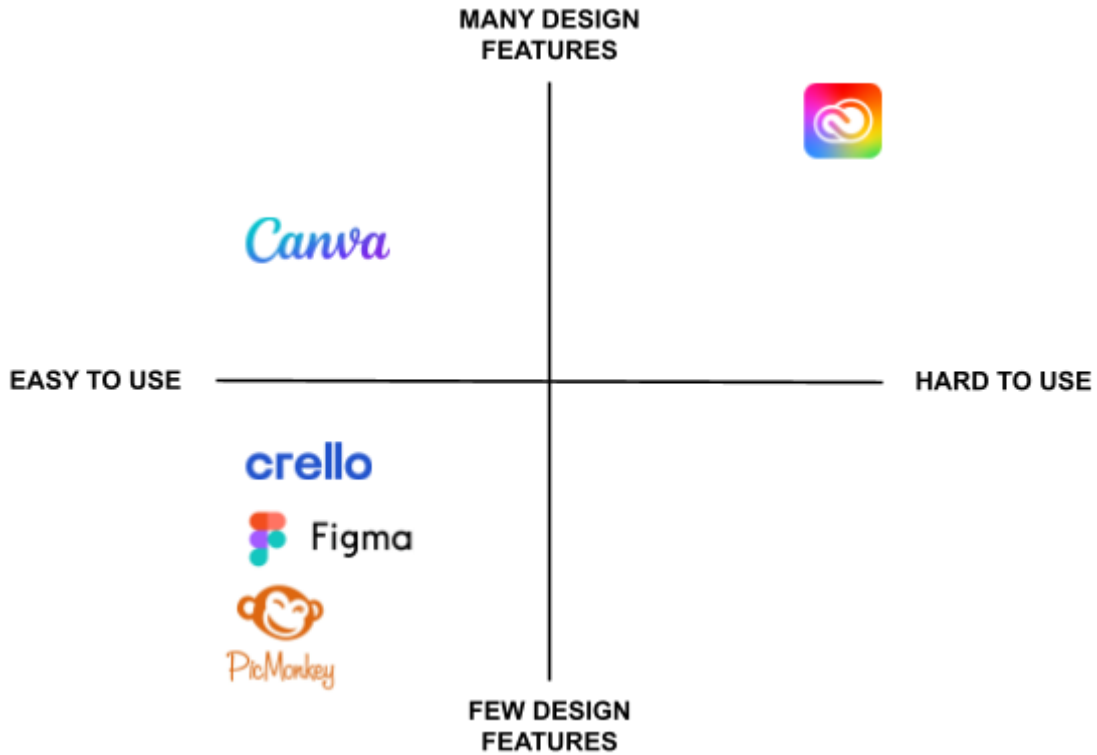 MANY DESIGN
FEATURES
Canva
EASY TO USE
HARD TO USE
crello
Figma
PicMonkey
FEW DESIGN
FEATURES